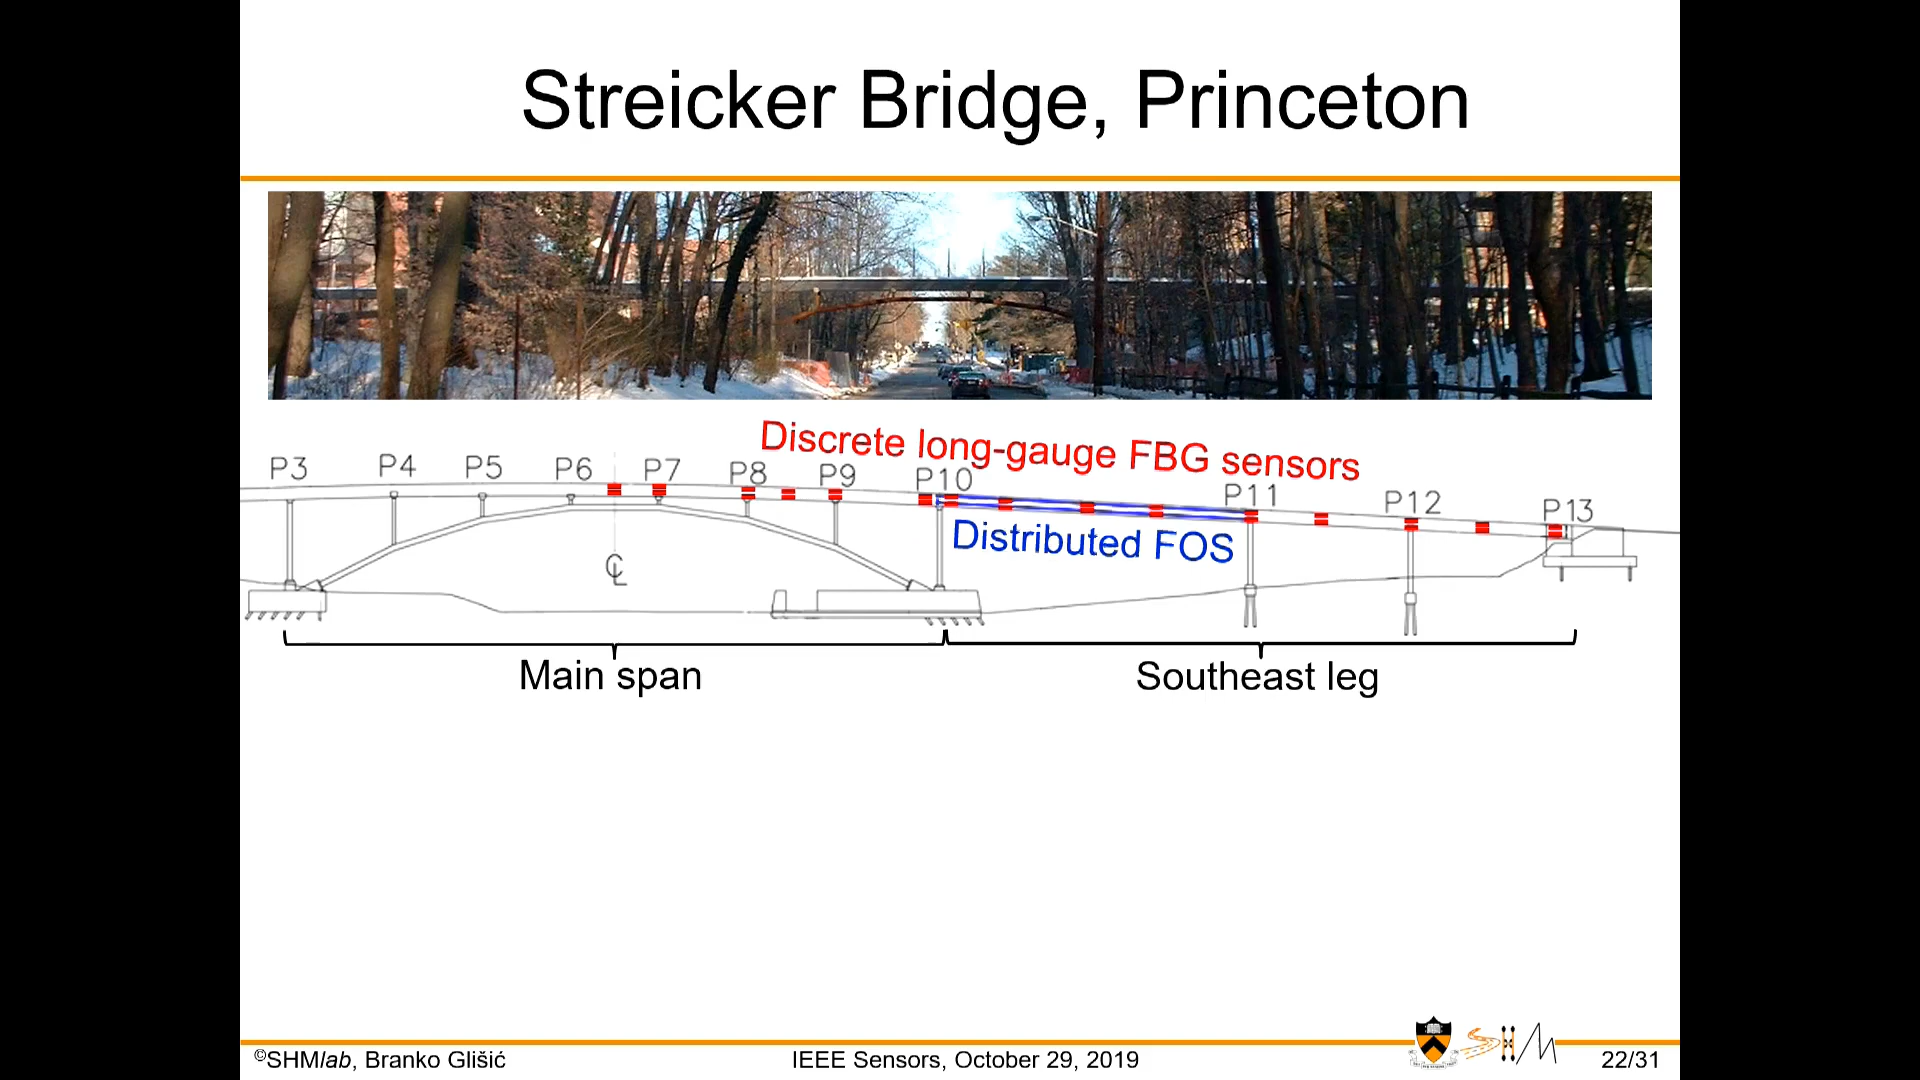 Streicker Bridge, Princeton
Discrete long-gauge FBG sensors
P3 P4 P5 P6 P7 P8 P9 P10 P11 P12 P13
Distributed FOS
℄
Main span
Southeast leg
©SHMlab, Branko Glišić
IEEE Sensors, October 29, 2019
SHM
22/31